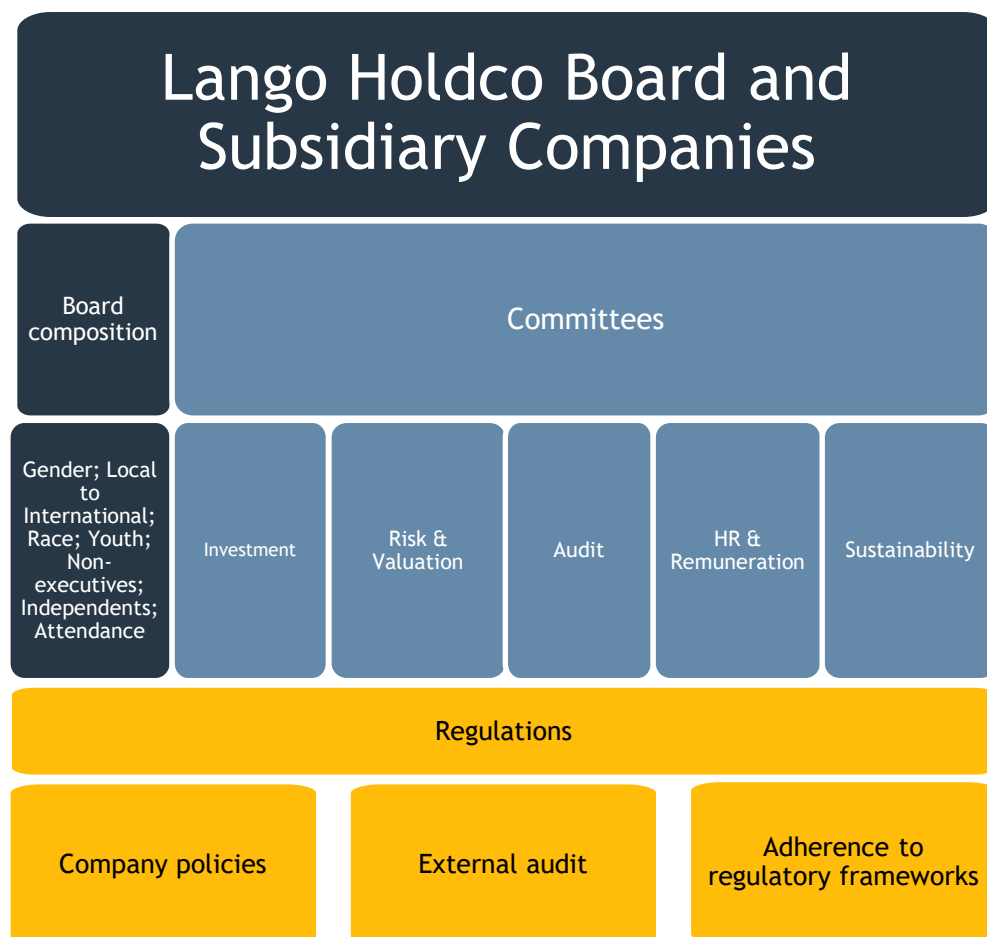 Lango Holdco Board and
Subsidiary Companies
Board
composition
Committees
Gender; Local
to
International;
Race; Youth;
Non-
executives;
Independents;
Attendance
Investment
Risk &
Valuation
Audit
HR &
Remuneration
Sustainability
Regulations
Company policies
External audit
Adherence to
regulatory frameworks